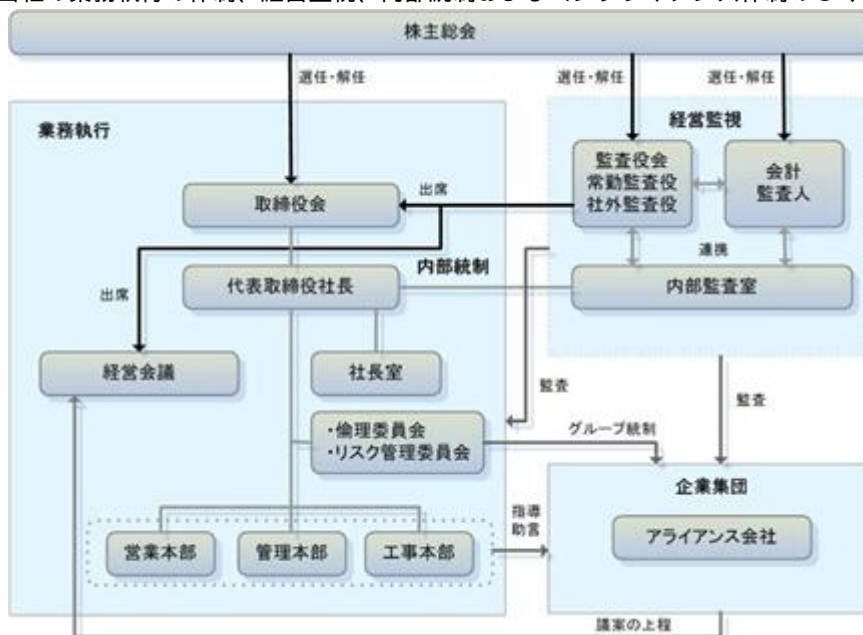 株主総会
選任・解任
選任・解任
選任・解任
業務執行
経営監視
監査役会
常勤監査役
社外監査役
会計
監査人
取締役会
出席
連携
内部統制
代表取締役社長
内部監査室
出席
経営会議
社長室
監査
監査
・倫理委員会
・リスク管理委員会
グループ統制
企業集団
指導
助言
アライアンス会社
営業本部
管理本部
工事本部
議案の上程